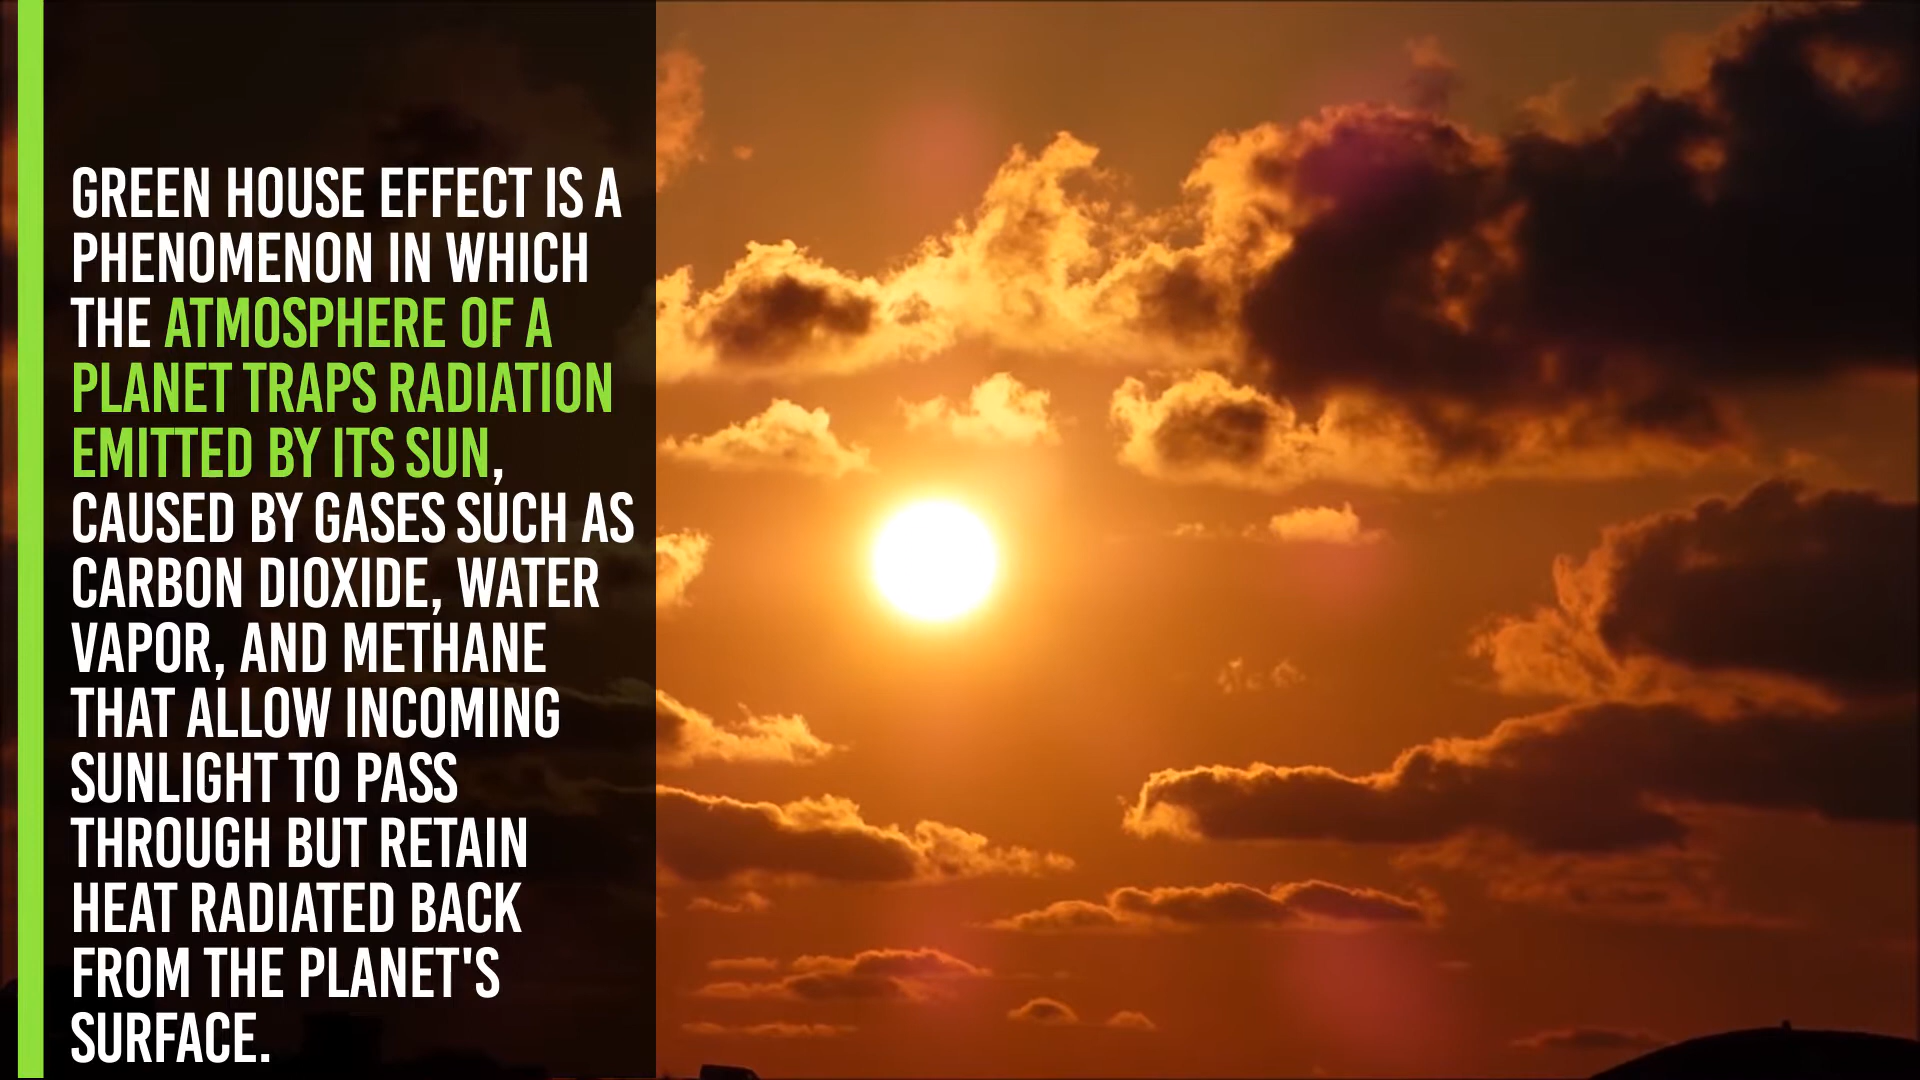 GREEN HOUSE EFFECT IS A
PHENOMENON IN WHICH
THE ATMOSPHERE OF A
PLANET TRAPS RADIATION
EMITTED BY ITS SUN,
CAUSED BY GASES SUCH AS
CARBON DIOXIDE, WATER
VAPOR, AND METHANE
THAT ALLOW INCOMING
SUNLIGHT TO PASS
THROUGH BUT RETAIN
HEAT RADIATED BACK
FROM THE PLANET'S
SURFACE.